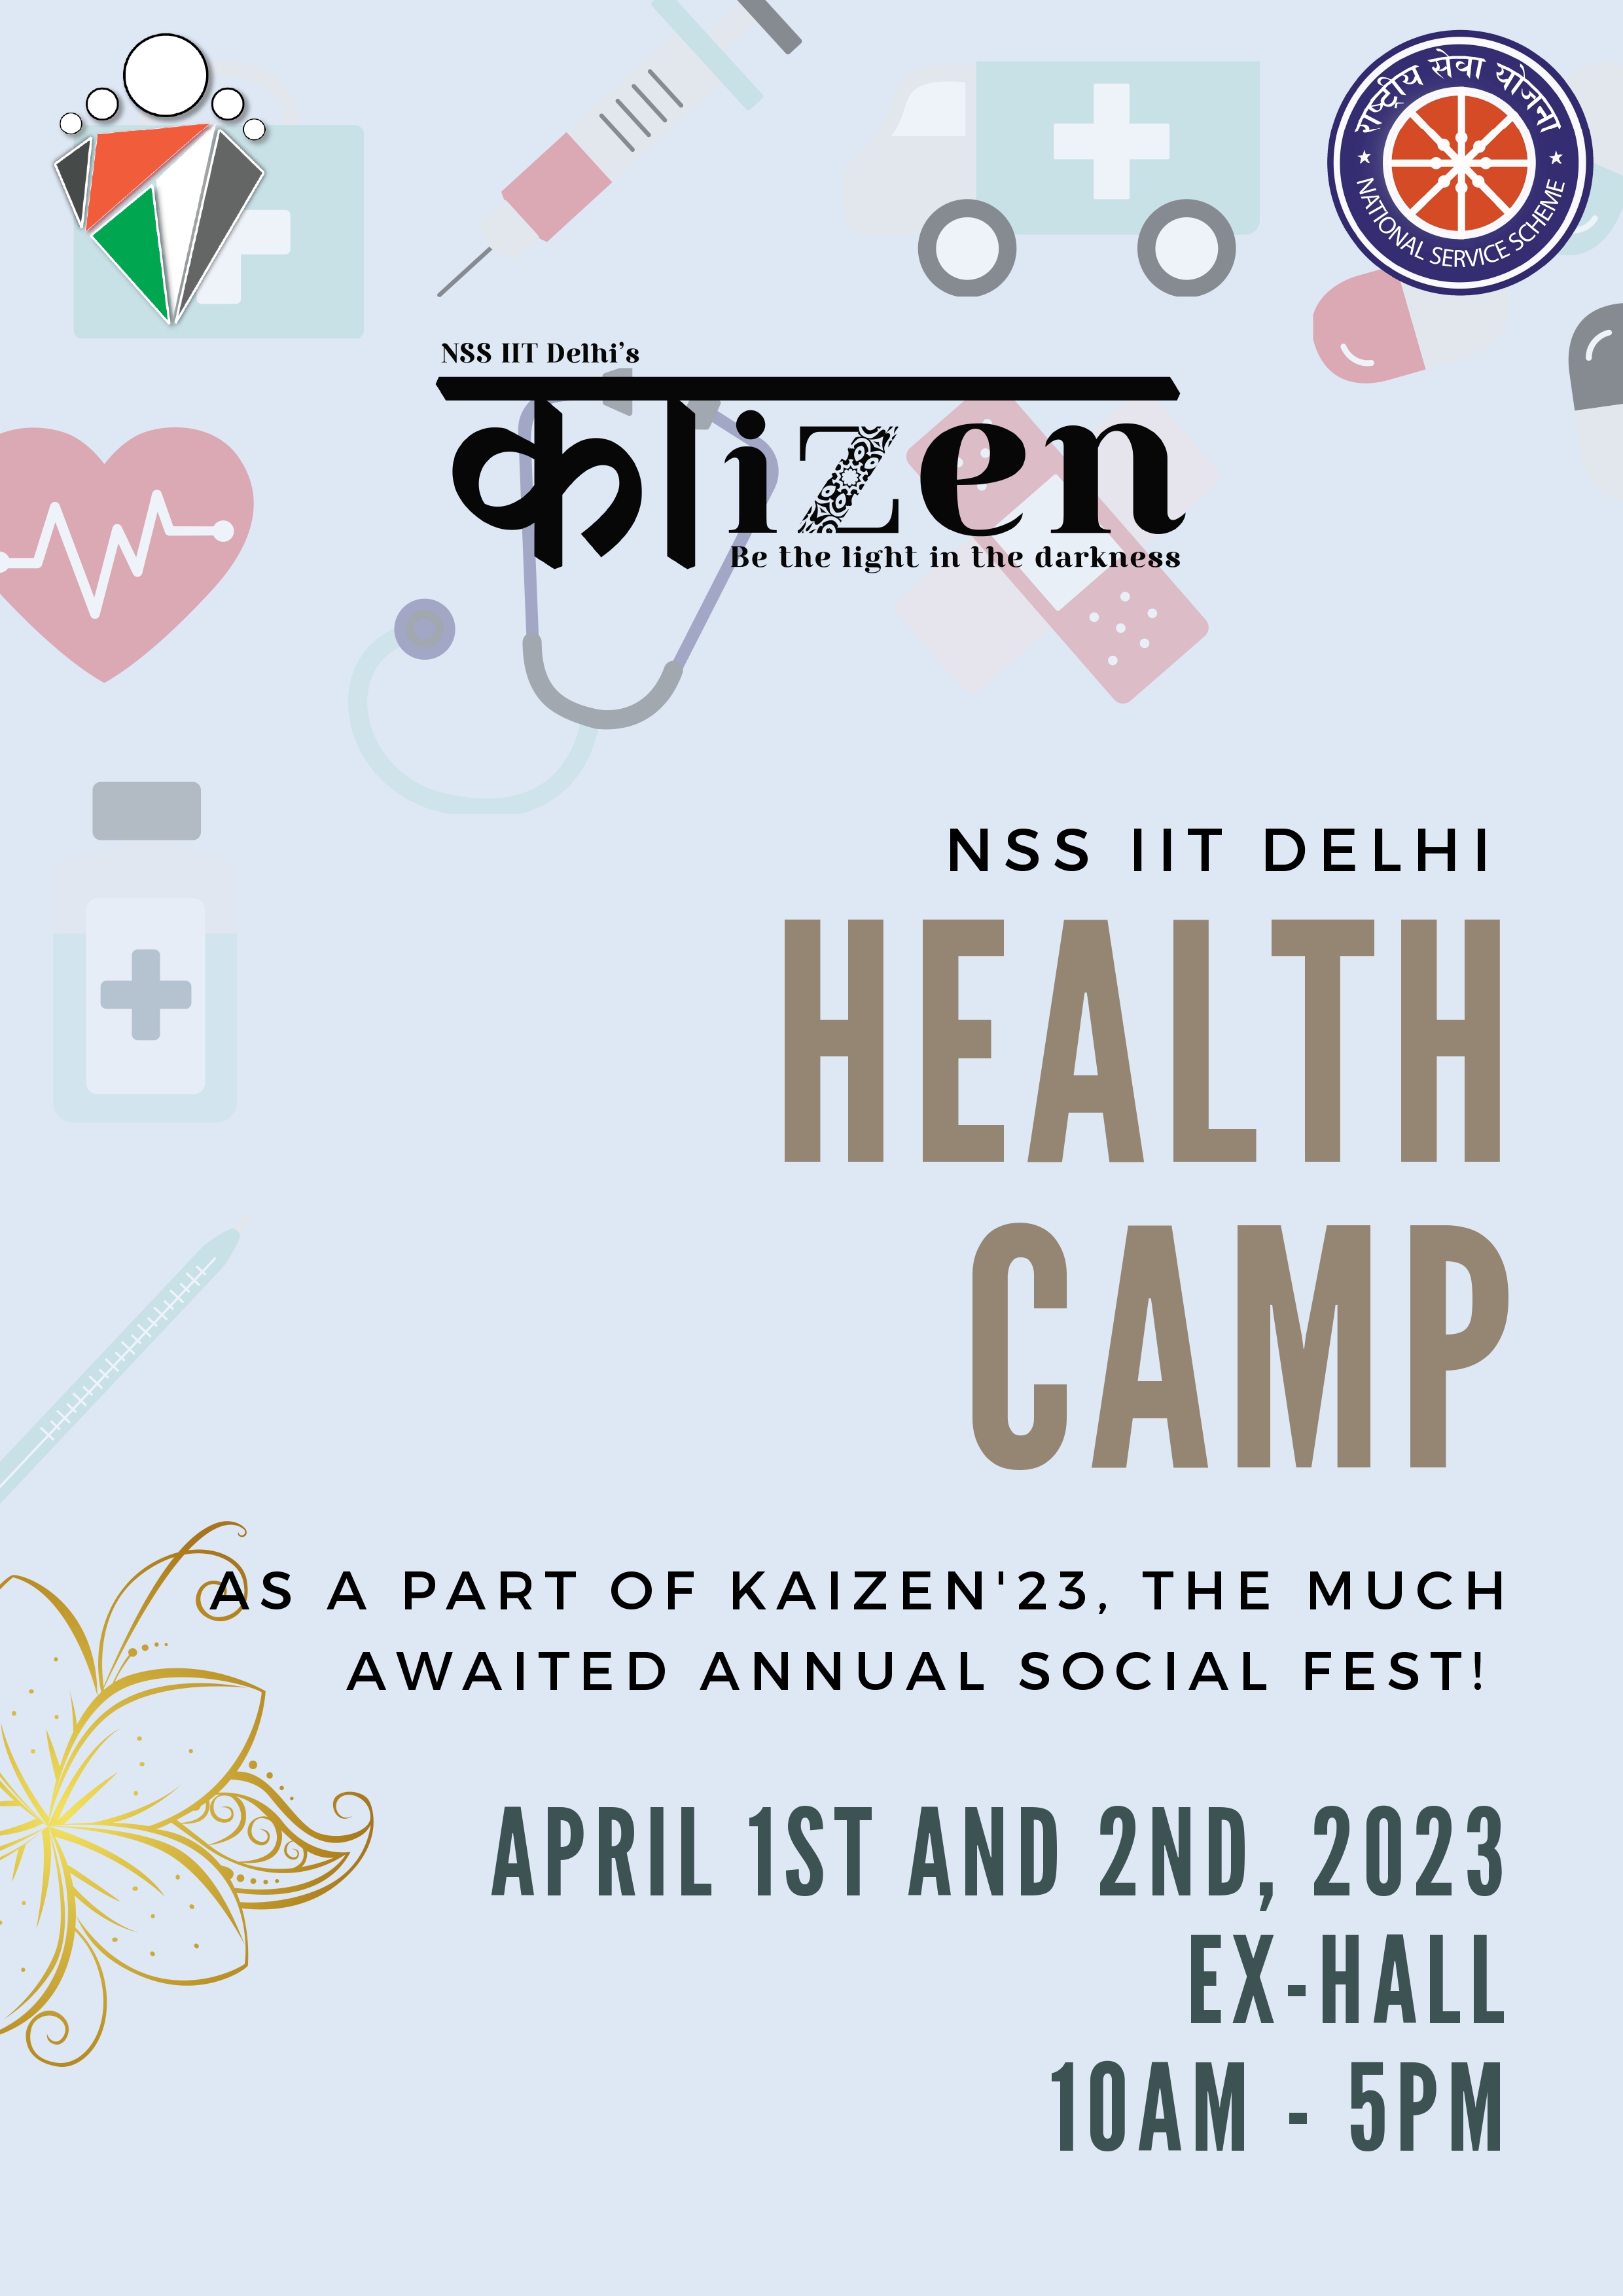 राष्ट्रीय सेवा योजना
NATIONAL SERVICE SCHEME
NSS IIT Delhi's
काizen
Be the light in the darkness
NSS IIT DELHI
HEALTH
CAMP
AS A PART OF KAIZEN'23, THE MUCH
AWAITED ANNUAL SOCIAL FEST!
APRIL 1ST AND 2ND, 2023
EX-HALL
10AM - 5PM